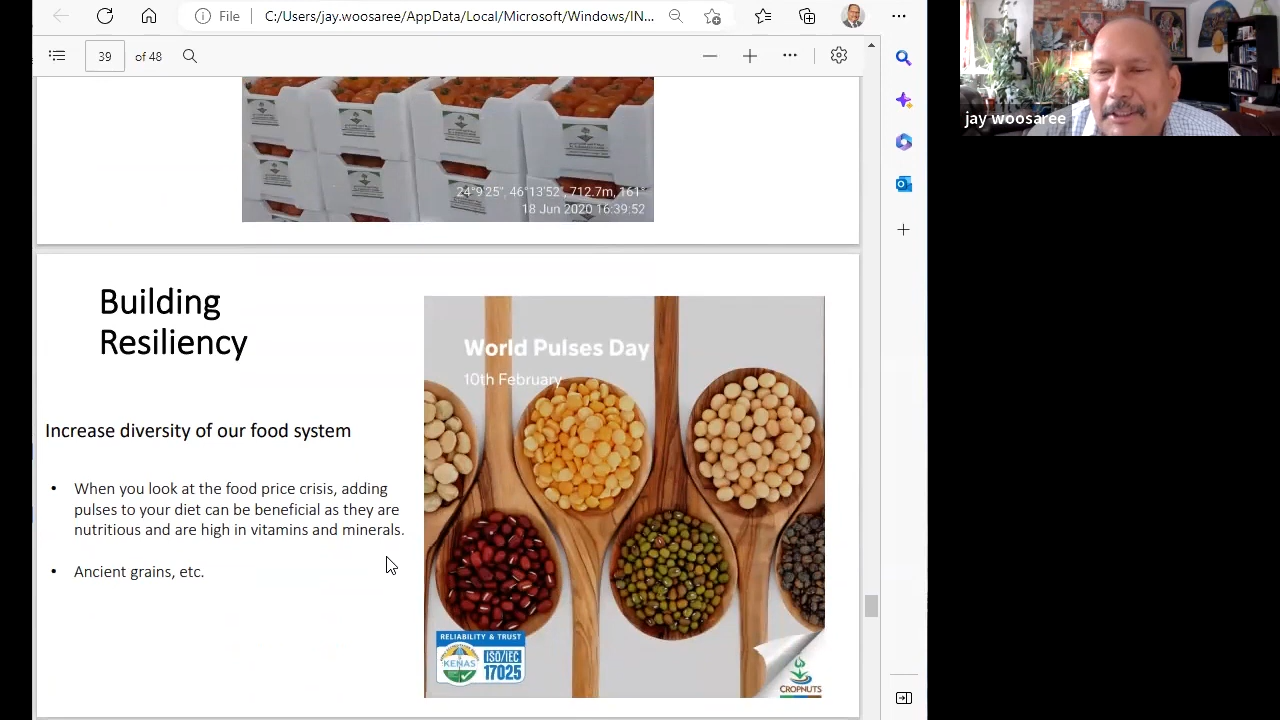 File
C:/Users/jay.woosaree/AppData/Local/Microsoft/Windows/IN...
39 of 48
24°9'25", 46°13'52", 712.7m, 161°
18 Jun 2020 16:39:52
jay woosaree
Building
Resiliency
Increase diversity of our food system
• When you look at the food price crisis, adding
pulses to your diet can be beneficial as they are
nutritious and are high in vitamins and minerals.
• Ancient grains, etc.
World Pulses Day
10th February
RELIABILITY & TRUST
KENAS
ISO/IEC
17025
CROPNUTS